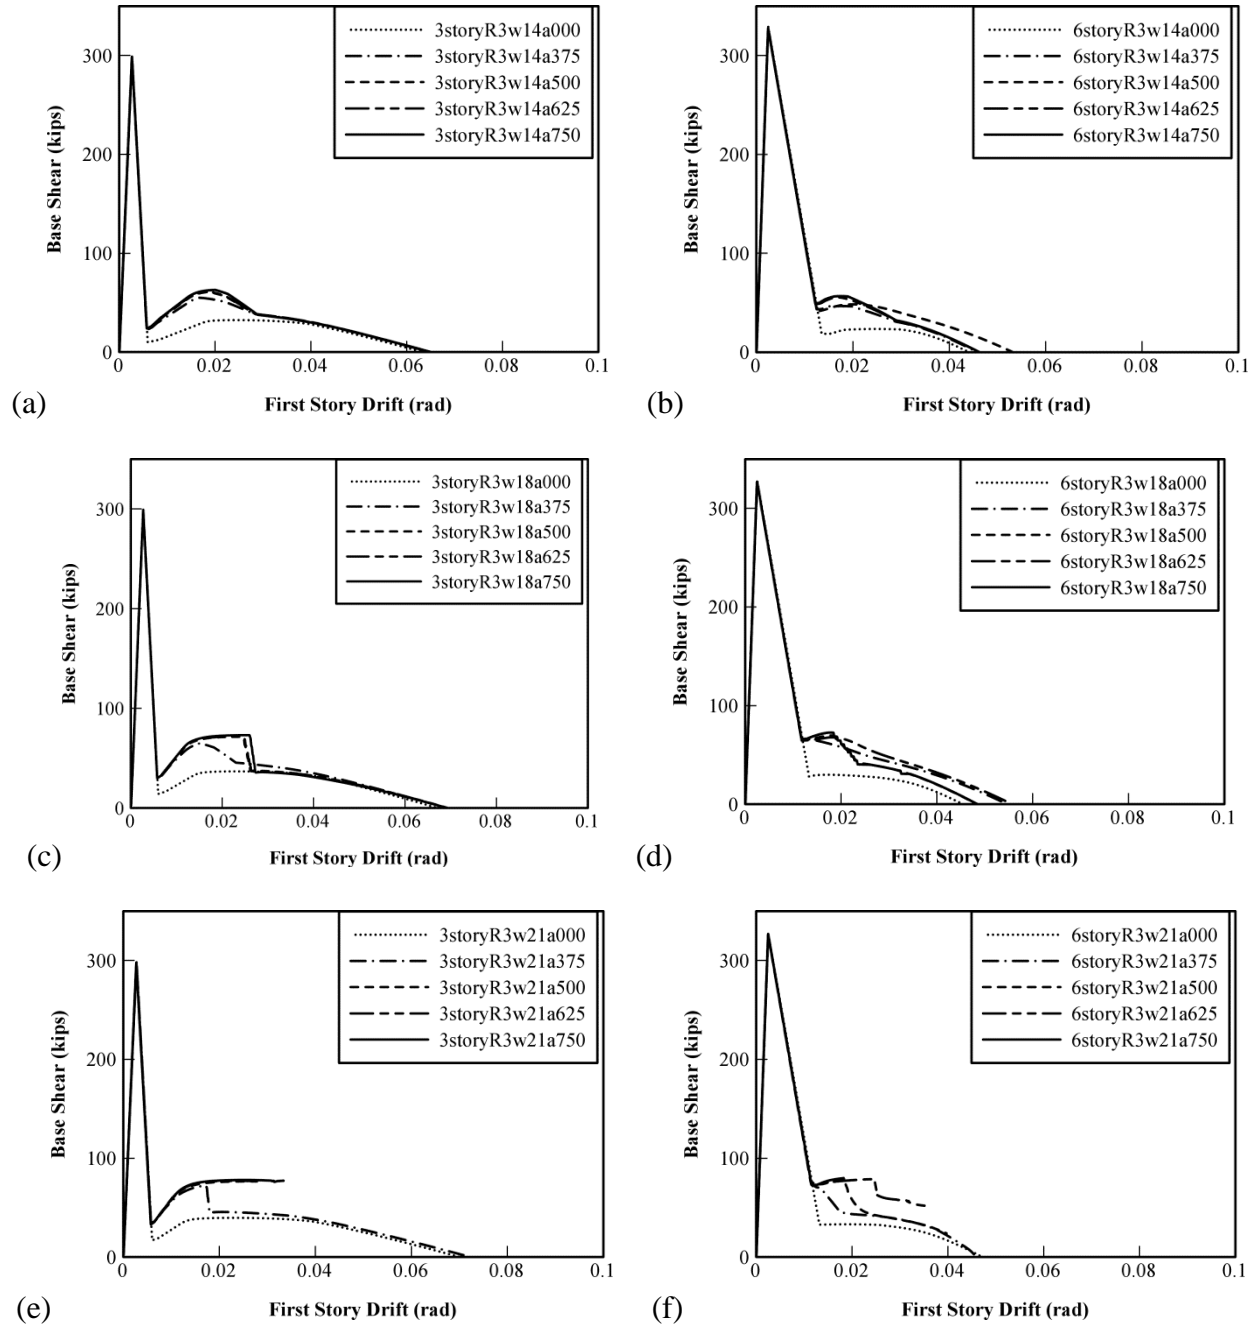 3storyR3w14a000
3storyR3w14a375
3storyR3w14a500
3storyR3w14a625
3storyR3w14a750
300
200
100
0
Base Shear (kips)
0 0.02 0.04 0.06 0.08 0.1
First Story Drift (rad)
(a)
6storyR3w14a000
6storyR3w14a375
6storyR3w14a500
6storyR3w14a625
6storyR3w14a750
300
200
100
0
Base Shear (kips)
0 0.02 0.04 0.06 0.08 0.1
First Story Drift (rad)
(b)
3storyR3w18a000
3storyR3w18a375
3storyR3w18a500
3storyR3w18a625
3storyR3w18a750
300
200
100
0
Base Shear (kips)
0 0.02 0.04 0.06 0.08 0.1
First Story Drift (rad)
(c)
6storyR3w18a000
6storyR3w18a375
6storyR3w18a500
6storyR3w18a625
6storyR3w18a750
300
200
100
0
Base Shear (kips)
0 0.02 0.04 0.06 0.08 0.1
First Story Drift (rad)
(d)
3storyR3w21a000
3storyR3w21a375
3storyR3w21a500
3storyR3w21a625
3storyR3w21a750
300
200
100
0
Base Shear (kips)
0 0.02 0.04 0.06 0.08 0.1
First Story Drift (rad)
(e)
6storyR3w21a000
6storyR3w21a375
6storyR3w21a500
6storyR3w21a625
6storyR3w21a750
300
200
100
0
Base Shear (kips)
0 0.02 0.04 0.06 0.08 0.1
First Story Drift (rad)
(f)